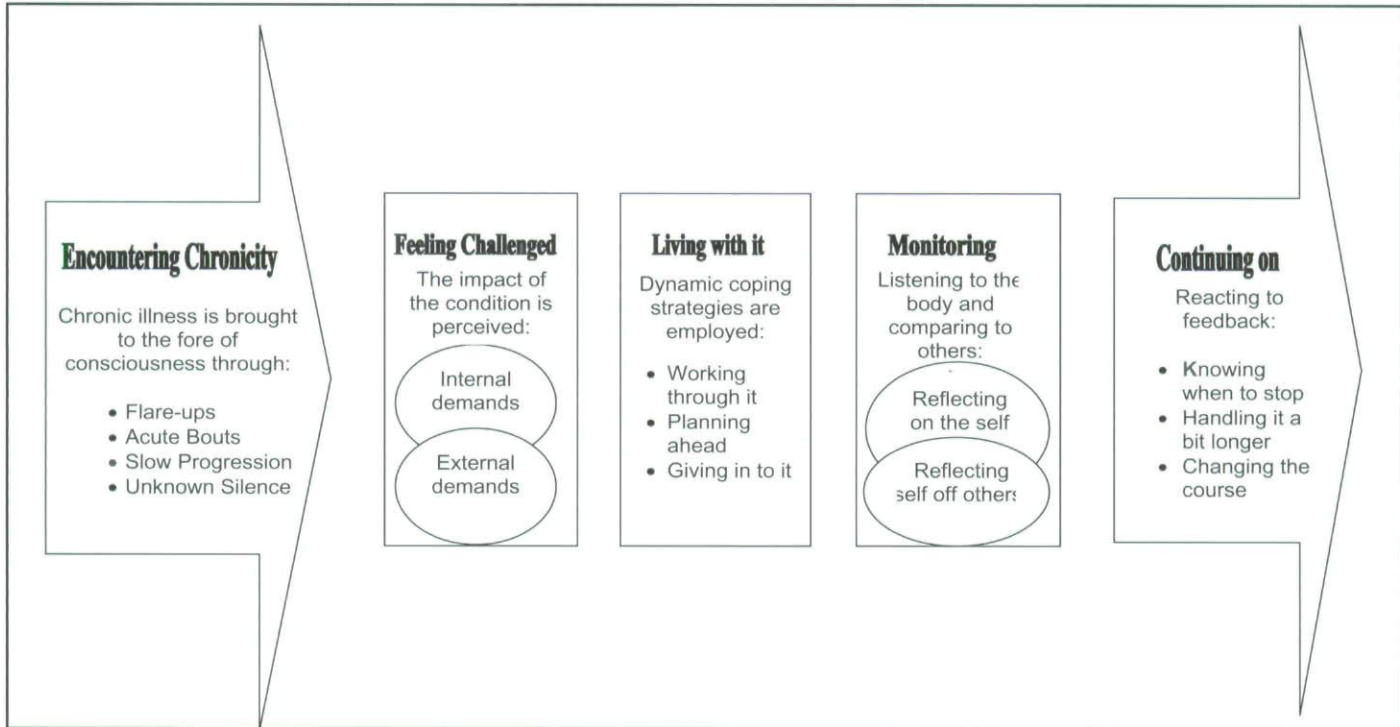 Encountering Chronicity
Chronic illness is brought
to the fore of
consciousness through:
• Flare-ups
• Acute Bouts
• Slow Progression
• Unknown Silence
Feeling Challenged
The impact of
the condition is
perceived:
Internal
demands
External
demands
Living with it
Dynamic coping
strategies are
employed:
• Working
through it
• Planning
ahead
• Giving in to it
Monitoring
Listening to the
body and
comparing to
others:
Reflecting
on the self
Reflecting
self off others
Continuing on
Reacting to
feedback:
• Knowing
when to stop
• Handling it a
bit longer
• Changing the
course